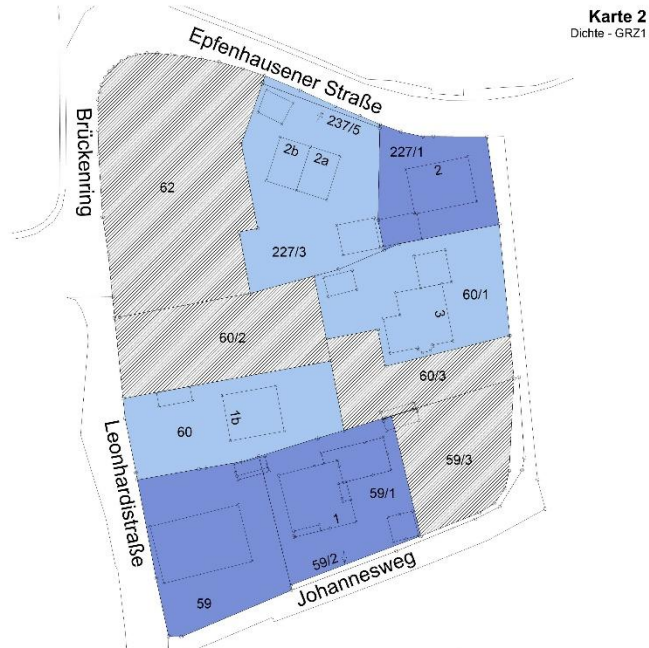 Karte 2
Dichte - GRZ1
Epfenhausener Straße
Brückenring
237/5
227/1
2b
2a
2
62
227/3
60/1
3
60/2
60/3
1b
60
59/3
Leonhardistraße
59/1
1
59/2
59
Johannesweg